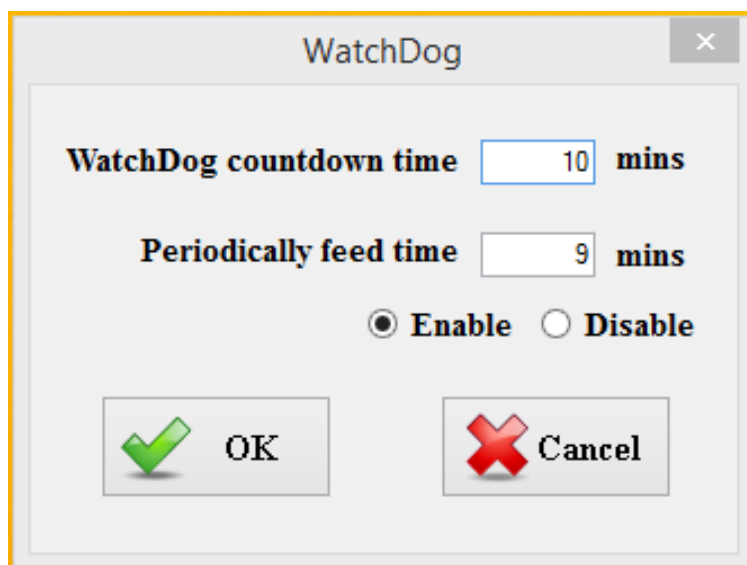 WatchDog
WatchDog countdown time 10 mins
Periodically feed time 9 mins
Enable Disable
OK Cancel